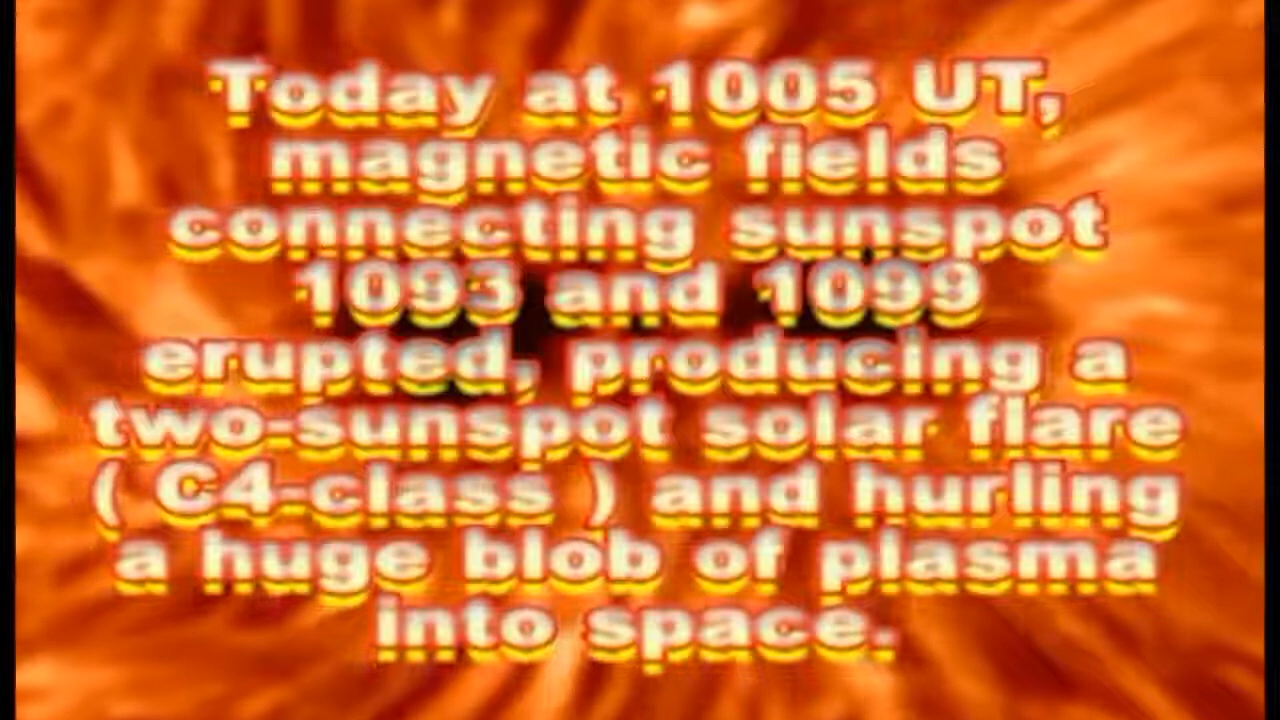 Today at 1005 UT,
magnetic fields
connecting sunspot
1093 and 1099
erupted, producing a
two-sunspot solar flare
( C4-class ) and hurling
a huge blob of plasma
into space.